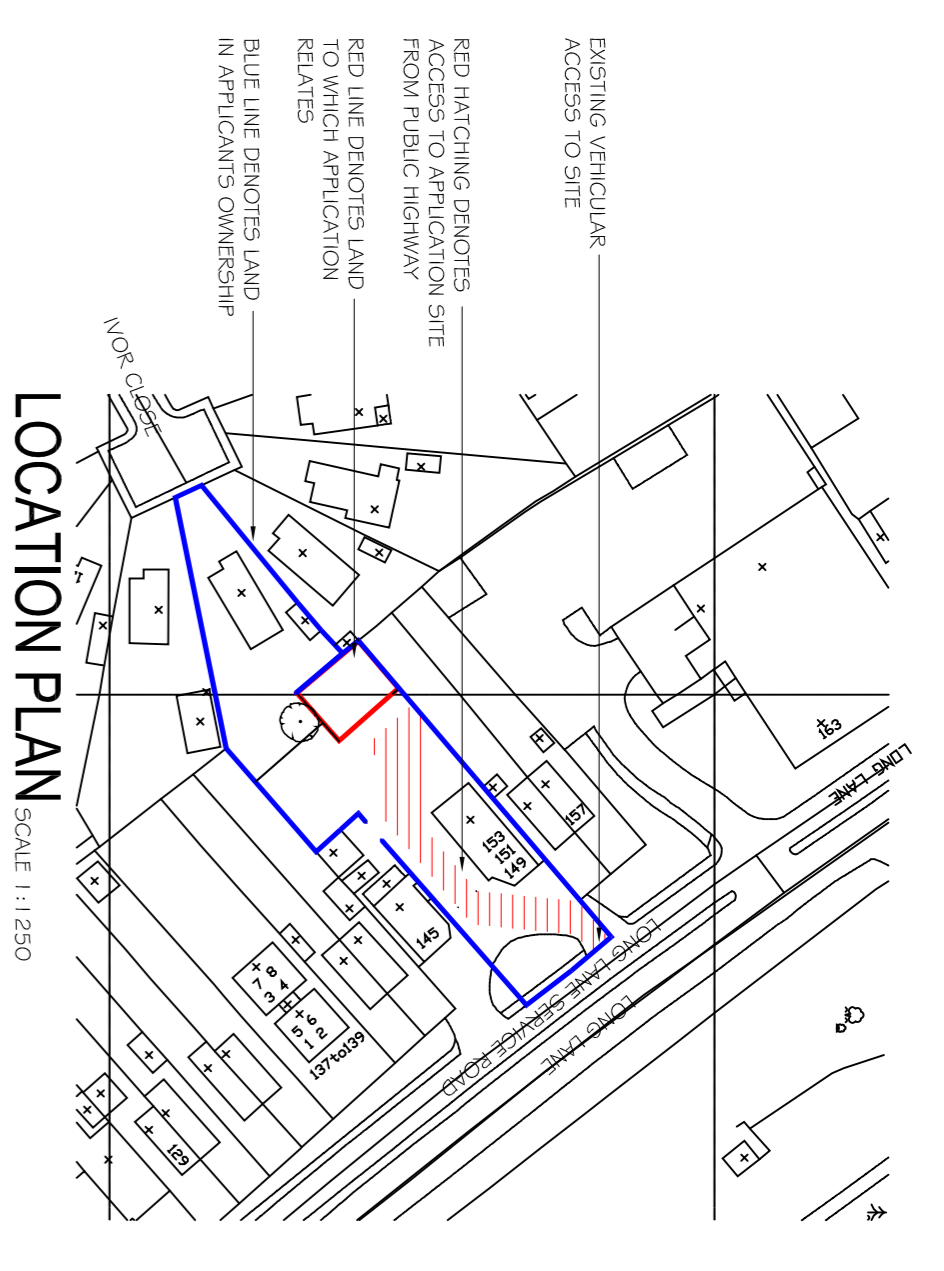 EXISTING VEHICULAR
ACCESS TO SITE
RED HATCHING DENOTES
ACCESS TO APPLICATION SITE
FROM PUBLIC HIGHWAY
RED LINE DENOTES LAND
TO WHICH APPLICATION
RELATES
BLUE LINE DENOTES LAND
IN APPLICANTS OWNERSHIP
IVOR CLOSE
163
LONG LANE
157
153
151
149
145
LONG LANE SERVICE ROAD
LONG LANE
7 8
3 4
5 6
1 2
137to139
129
LOCATION PLAN
SCALE 1:1250